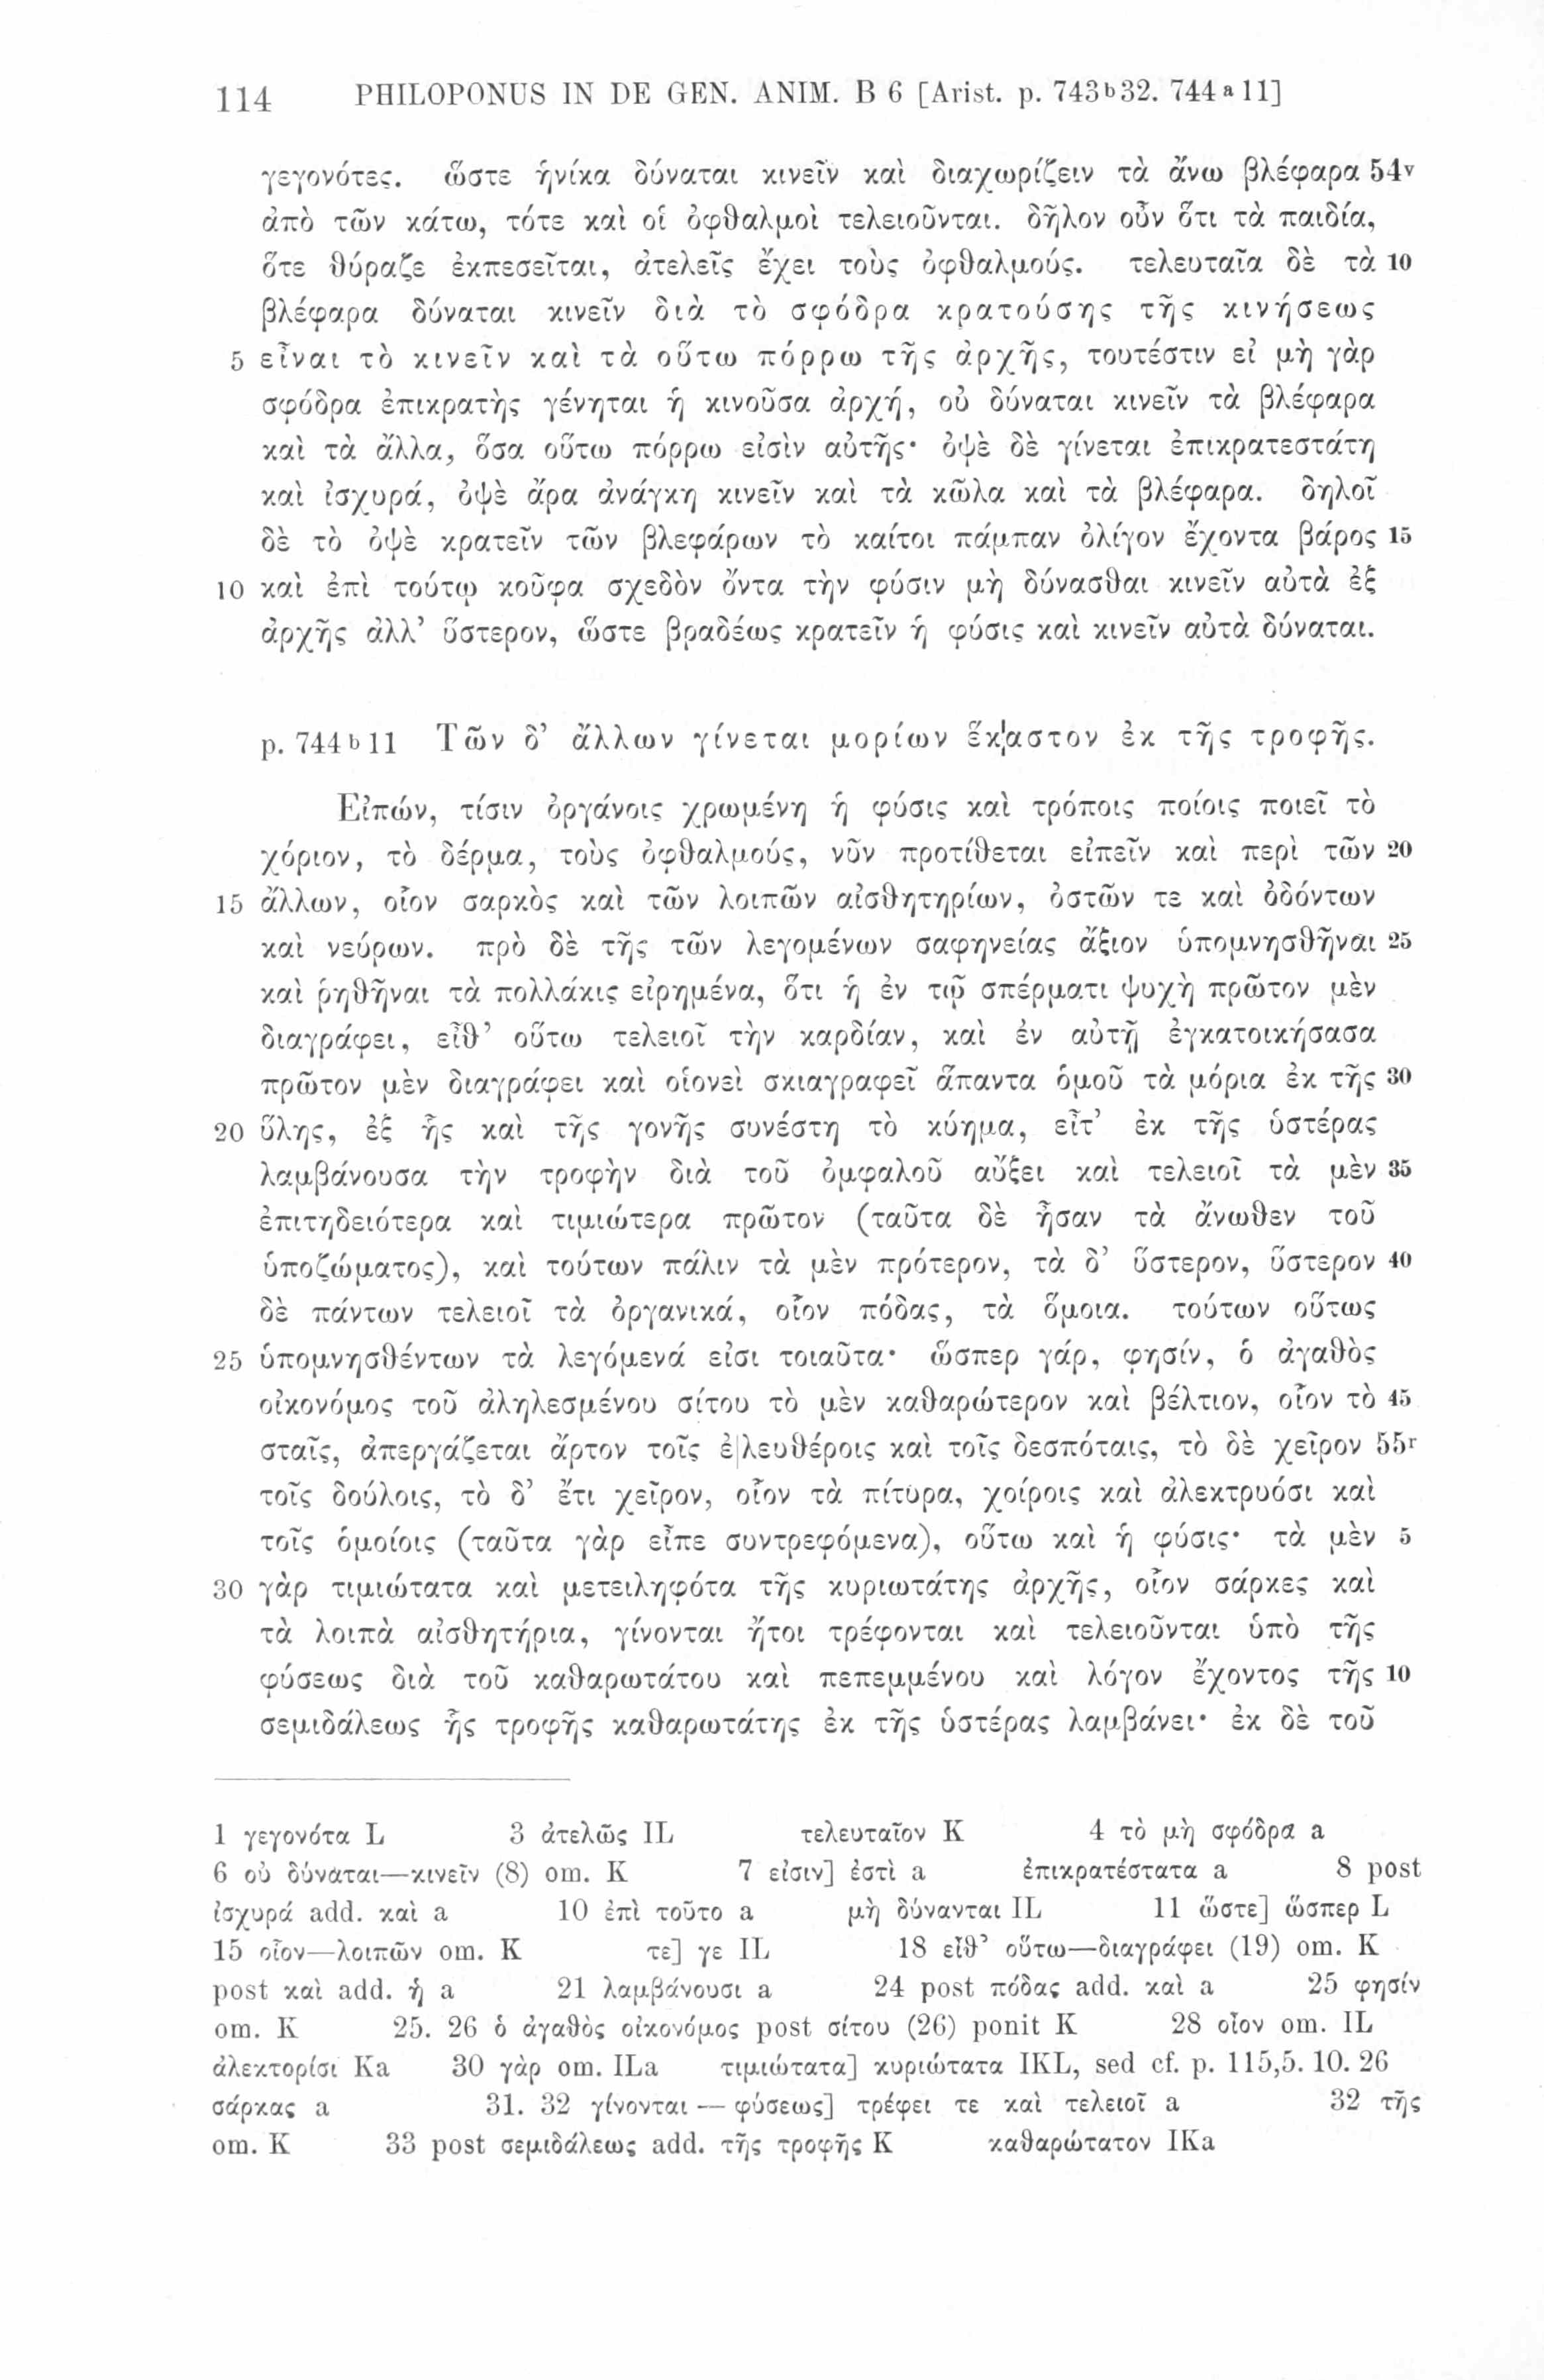 114 PHILOPONUS IN DE GEN. ANIM. B 6 [Arist. p. 743b32. 744a11]
γεγονότες. ὥστε ἡνίκα δύναται κινεῖν καὶ διαχωρίζειν τὰ ἄνω βλέφαρα 54v
ἀπὸ τῶν κάτω, τότε καὶ οἱ ὀφθαλμοὶ τελειοῦνται. δῆλον οὖν ὅτι τὰ παιδία,
ὅτε θύραζε ἐκπεσεῖται, ἀτελεῖς ἔχει τοὺς ὀφθαλμούς. τελευταῖα δὲ τὰ 10
βλέφαρα δύναται κινεῖν διὰ τὸ σφόδρα κρατούσης τῆς κινήσεως
5 εἶναι τὸ κινεῖν καὶ τὰ οὕτω πόρρω τῆς ἀρχῆς, τουτέστιν εἰ μὴ γὰρ
σφόδρα ἐπικρατὴς γένηται ἡ κινοῦσα ἀρχή, οὐ δύναται κινεῖν τὰ βλέφαρα
καὶ τὰ ἄλλα, ὅσα οὕτω πόρρω εἰσὶν αὐτῆς· ὀψὲ δὲ γίνεται ἐπικρατεστάτη
καὶ ἰσχυρά, ὀψὲ ἄρα ἀνάγκη κινεῖν καὶ τὰ κῶλα καὶ τὰ βλέφαρα. δηλοῖ
δὲ τὸ ὀψὲ κρατεῖν τῶν βλεφάρων τὸ καίτοι πάμπαν ὀλίγον ἔχοντα βάρος 15
10 καὶ ἐπὶ τούτῳ κοῦφα σχεδὸν ὄντα τὴν φύσιν μὴ δύνασθαι κινεῖν αὐτὰ ἐξ
ἀρχῆς ἀλλ’ ὕστερον, ὥστε βραδέως κρατεῖν ἡ φύσις καὶ κινεῖν αὐτὰ δύναται.
p. 744b11 Τῶν δ’ ἄλλων γίνεται μορίων ἕκ|αστον ἐκ τῆς τροφῆς.
Εἰπών, τίσιν ὀργάνοις χρωμένη ἡ φύσις καὶ τρόποις ποίοις ποιεῖ τὸ
χόριον, τὸ δέρμα, τοὺς ὀφθαλμούς, νῦν προτίθεται εἰπεῖν καὶ περὶ τῶν 20
15 ἄλλων, οἷον σαρκὸς καὶ τῶν λοιπῶν αἰσθητηρίων, ὀστῶν τε καὶ ὀδόντων
καὶ νεύρων. πρὸ δὲ τῆς τῶν λεγομένων σαφηνείας ἄξιον ὑπομνησθῆναι 25
καὶ ῥηθῆναι τὰ πολλάκις εἰρημένα, ὅτι ἡ ἐν τῷ σπέρματι ψυχὴ πρῶτον μὲν
διαγράφει, εἶθ’ οὕτω τελειοῖ τὴν καρδίαν, καὶ ἐν αὐτῇ ἐγκατοικήσασα
πρῶτον μὲν διαγράφει καὶ οἱονεὶ σκιαγραφεῖ ἅπαντα ὁμοῦ τὰ μόρια ἐκ τῆς 30
20 ὕλης, ἐξ ἧς καὶ τῆς γονῆς συνέστη τὸ κύημα, εἶτ’ ἐκ τῆς ὑστέρας
λαμβάνουσα τὴν τροφὴν διὰ τοῦ ὀμφαλοῦ αὔξει καὶ τελειοῖ τὰ μὲν 35
ἐπιτηδειότερα καὶ τιμιώτερα πρῶτον (ταῦτα δὲ ἦσαν τὰ ἄνωθεν τοῦ
ὑποζώματος), καὶ τούτων πάλιν τὰ μὲν πρότερον, τὰ δ’ ὕστερον, ὕστερον 40
δὲ πάντων τελειοῖ τὰ ὀργανικά, οἷον πόδας, τὰ ὅμοια. τούτων οὕτως
25 ὑπομνησθέντων τὰ λεγόμενά εἰσι τοιαῦτα· ὥσπερ γάρ, φησίν, ὁ ἀγαθὸς
οἰκονόμος τοῦ ἀληλεσμένου σίτου τὸ μὲν καθαρώτερον καὶ βέλτιον, οἷον τὸ 45
σταῖς, ἀπεργάζεται ἄρτον τοῖς ἐ|λευθέροις καὶ τοῖς δεσπόταις, τὸ δὲ χεῖρον 55r
τοῖς δούλοις, τὸ δ’ ἔτι χεῖρον, οἷον τὰ πίτυρα, χοίροις καὶ ἀλεκτρυόσι καὶ
τοῖς ὁμοίοις (ταῦτα γὰρ εἶπε συντρεφόμενα), οὕτω καὶ ἡ φύσις· τὰ μὲν 5
30 γὰρ τιμιώτατα καὶ μετειληφότα τῆς κυριωτάτης ἀρχῆς, οἷον σάρκες καὶ
τὰ λοιπὰ αἰσθητήρια, γίνονται ἤτοι τρέφονται καὶ τελειοῦνται ὑπὸ τῆς
φύσεως διὰ τοῦ καθαρωτάτου καὶ πεπεμμένου καὶ λόγον ἔχοντος τῆς 10
σεμιδάλεως ἧς τροφῆς καθαρωτάτης ἐκ τῆς ὑστέρας λαμβάνει· ἐκ δὲ τοῦ
1 γεγονότα L 3 ἀτελῶς IL τελευταῖον K 4 τὸ μὴ σφόδρα a
6 οὐ δύναται—κινεῖν (8) om. K 7 εἰσιν] ἐστὶ a ἐπικρατέστατα a 8 post
ἰσχυρά add. καὶ a 10 ἐπὶ τοῦτο a μὴ δύνανται IL 11 ὥστε] ὥσπερ L
15 οἷον—λοιπῶν om. K τε] γε IL 18 εἶθ’ οὕτω—διαγράφει (19) om. K
post καὶ add. ἡ a 21 λαμβάνουσι a 24 post πόδας add. καὶ a 25 φησίν
om. K 25. 26 ὁ ἀγαθὸς οἰκονόμος post σίτου (26) ponit K 28 οἷον om. IL
ἀλεκτορίσι Ka 30 γὰρ om. ILa τιμιώτατα] κυριώτατα IKL, sed cf. p. 115,5. 10. 26
σάρκας a 31. 32 γίνονται — φύσεως] τρέφει τε καὶ τελειοῖ a 32 τῆς
om. K 33 post σεμιδάλεως add. τῆς τροφῆς K καθαρώτατον IKa